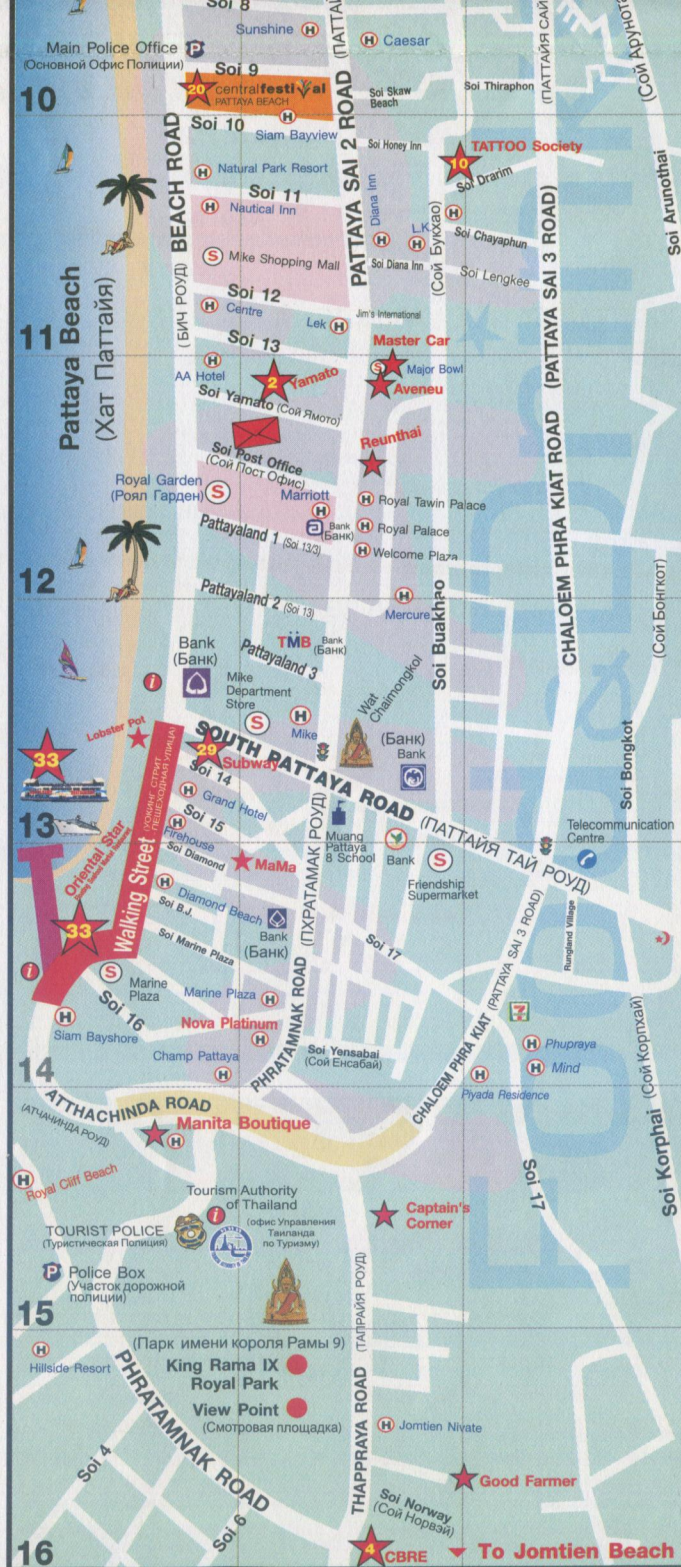 Soi 8
Sunshine
H
H
Caesar
Main Police Office
(Основной Офис Полиции)
P
Soi 9
20
centralfestival
PATTAYA BEACH
10
Soi 10
H
Siam Bayview
Soi Skaw
Beach
Soi Thiraphon
Soi Honey Inn
10
TATTOO Society
Soi Drarim
H
Natural Park Resort
Soi 11
H
Nautical Inn
Diana Inn
H
L.K.
H
H
Soi Chayaphun
S
Mike Shopping Mall
Soi Diana Inn
Soi Lengkee
Soi Arunothai
BEACH ROAD
(БИЧ РОУД)
PATTAYA SAI 2 ROAD
(Сой Букхао)
(PATTAYA SAI 3 ROAD)
(ПАТТАЙЯ САЙ
Pattaya Beach
(Хат Паттайя)
Soi 12
H
Centre
Lek
H
Jim's International
11
Soi 13
H
AA Hotel
2
Yamato
Soi Yamato (Сой Ямото)
Master Car
S
Major Bowl
Aveneu
Soi Post Office
(Сой Пост Офис)
Reunthai
Royal Garden
(Роял Гарден)
S
Marriott
H
a
Bank
(Банк)
H
Royal Tawin Palace
H
Royal Palace
H
Welcome Plaza
Pattayaland 1 (Soi 13/3)
12
Pattayaland 2 (Soi 13)
H
Mercure
Soi Buakhao
CHALOEM PHRA KIAT ROAD
(Сой Бонгкот)
Soi Bongkot
TMB
Bank
(Банк)
Pattayaland 3
Bank
(Банк)
i
Mike
Department
Store
S
H
Mike
Wat
Chaimongkol
(Банк)
Bank
Lobster Pot
33
29
Subway
SOUTH PATTAYA ROAD
(ПАТТАЙЯ ТАЙ РОУД)
Soi 14
H
Grand Hotel
13
Soi 15
H
Firehouse
Soi Diamond
MaMa
Muang
Pattaya
8 School
Bank
S
Friendship
Supermarket
Telecommunication
Centre
Oriental Star
Walking Street
(УОКИНГ СТРИТ
ПЕШЕХОДНАЯ УЛИЦА)
33
H
Diamond Beach
Soi B.J.
Bank
(Банк)
Soi Marine Plaza
Soi 17
Rungland Village
i
S
Marine
Plaza
Marine Plaza
H
Soi 16
H
Siam Bayshore
Nova Platinum
H
Champ Pattaya
H
PHRATAMNAK ROAD
(ПХРАТАМАК РОУД)
Soi Yensabai
(Сой Енсабай)
CHALOEM PHRA KIAT (PATTAYA SAI 3 ROAD)
7
H
Phupraya
H
Mind
H
Piyada Residence
14
Soi Korphai (Сой Корпхай)
Soi 17
ATTHACHINDA ROAD
(АТЧАЧИНДА РОУД)
Manita Boutique
H
H
Royal Cliff Beach
Tourism Authority
of Thailand
i
(офис Управления
Таиланда
по Туризму)
TOURIST POLICE
(Туристическая Полиция)
P
Police Box
(Участок дорожной
полиции)
Captain's
Corner
15
H
Hillside Resort
(Парк имени короля Рамы 9)
King Rama IX
Royal Park
View Point
(Смотровая площадка)
THAPPRAYA ROAD
(ТАПРАЙЯ РОУД)
PHRATAMNAK ROAD
Soi 4
Soi 6
H
Jomtien Nivate
Good Farmer
Soi Norway
(Сой Норвэй)
16
4
CBRE
To Jomtien Beach